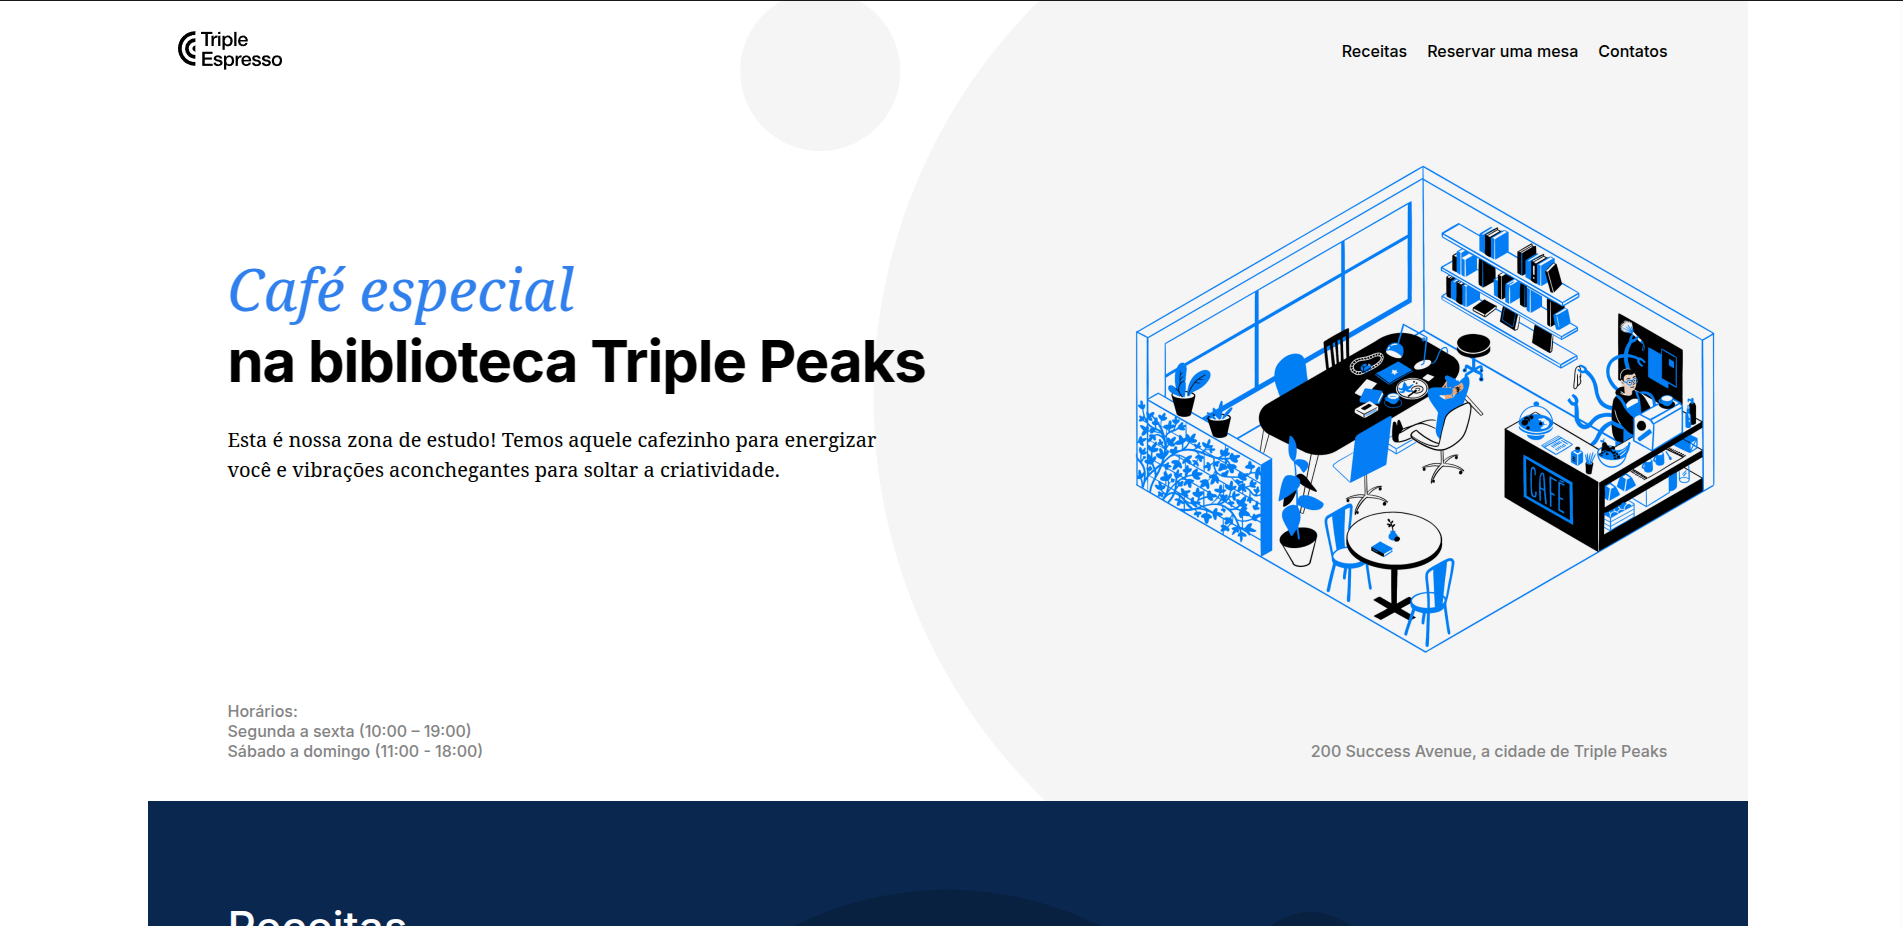 Triple
Espresso
Receitas
Reservar uma mesa
Contatos
Café especial
na biblioteca Triple Peaks
Esta é nossa zona de estudo! Temos aquele cafezinho para energizar
você e vibrações aconchegantes para soltar a criatividade.
CAFÉ
Horários:
Segunda a sexta (10:00 – 19:00)
Sábado a domingo (11:00 - 18:00)
200 Success Avenue, a cidade de Triple Peaks
Receitas